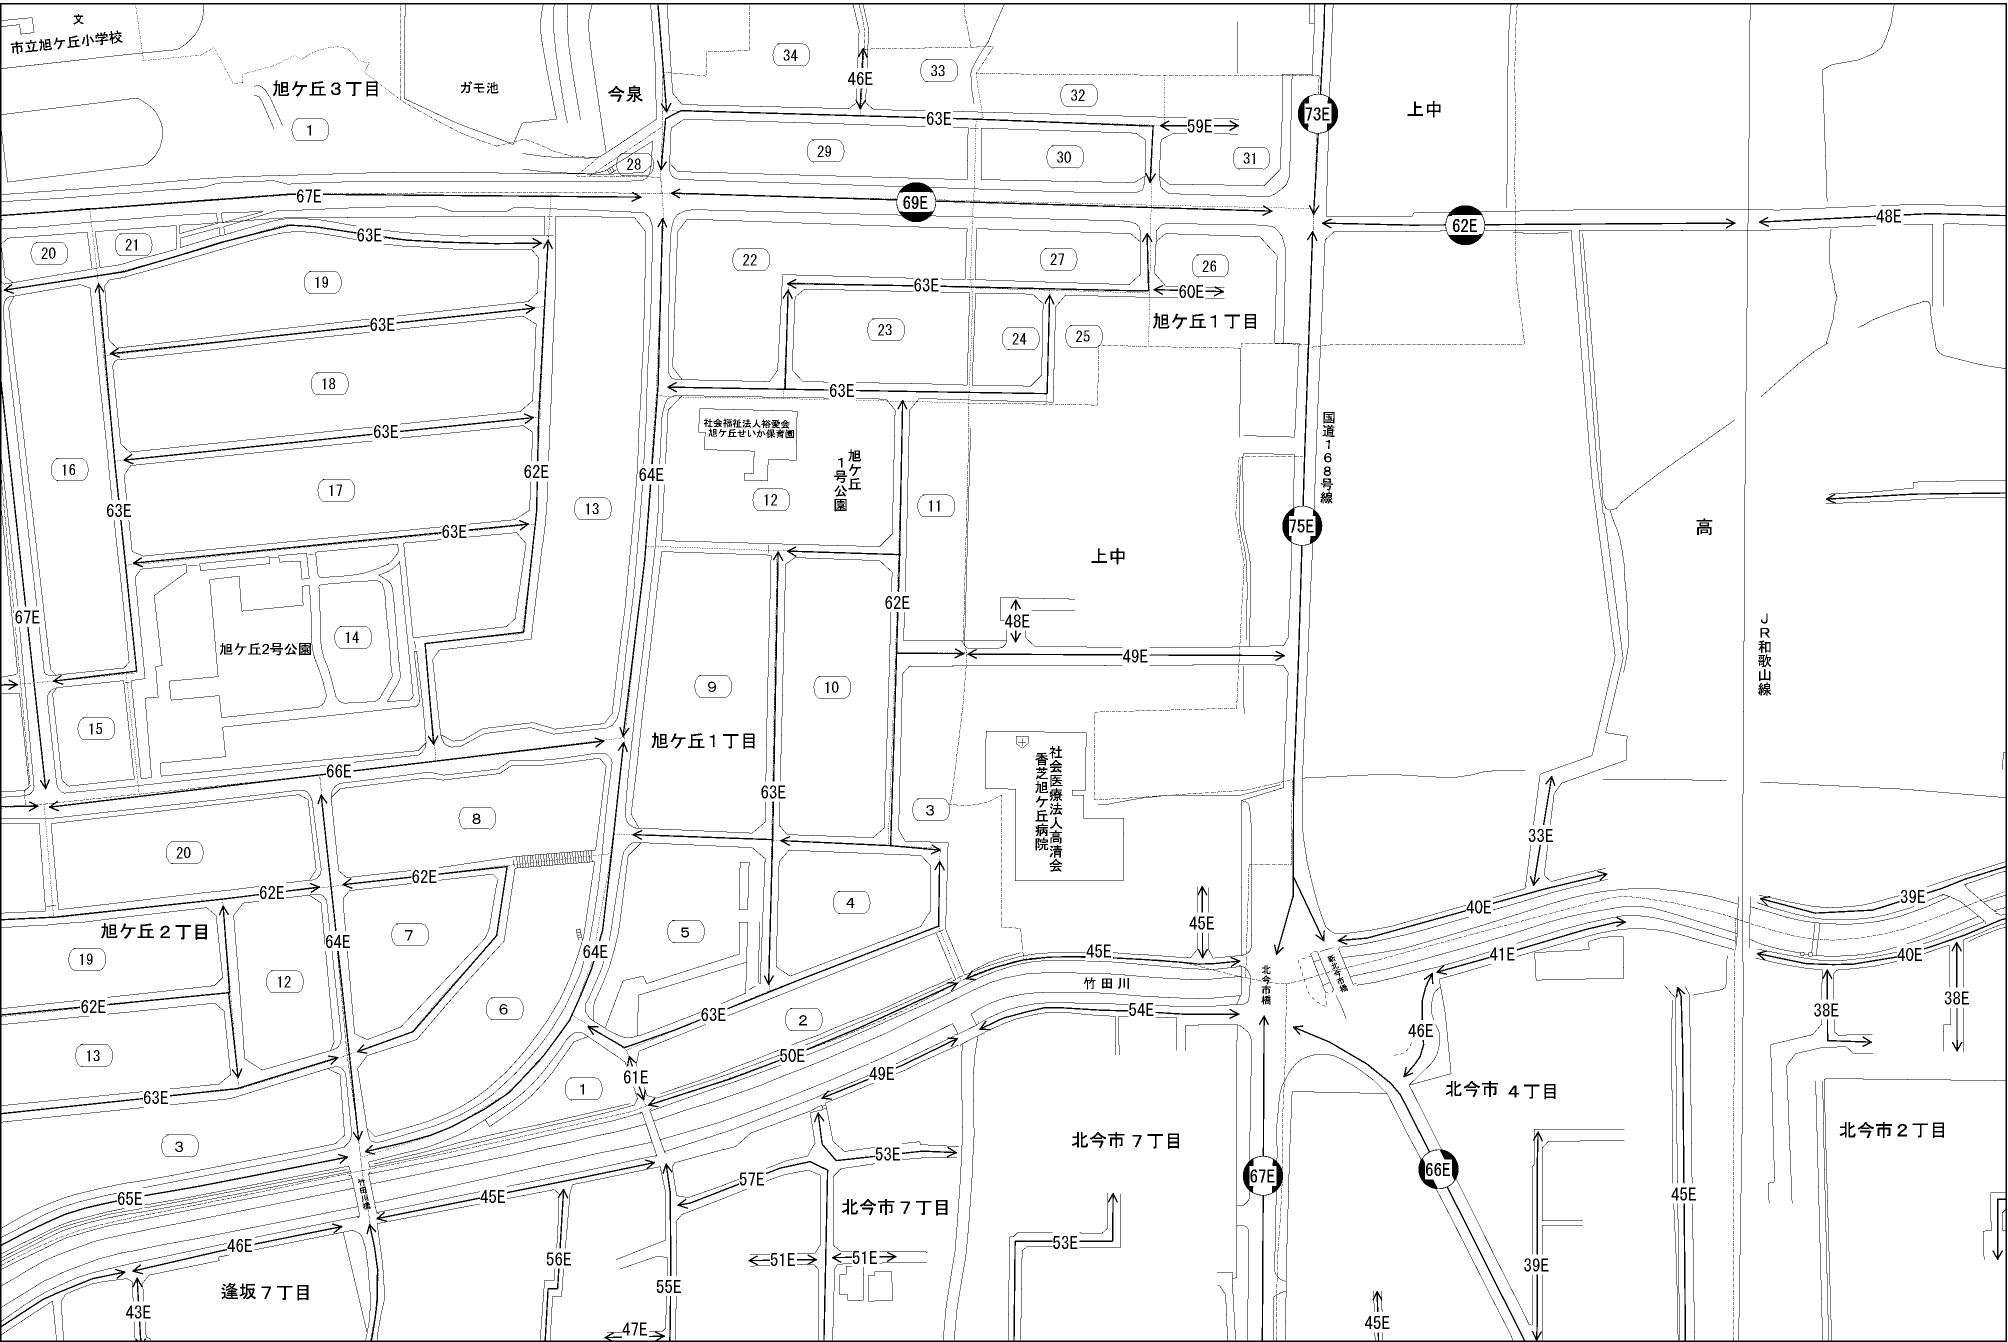 文
市立旭ケ丘小学校
旭ケ丘３丁目
1
ガモ池
今泉
34
46E
33
32
73E
上中
63E
59E
29
30
31
28
67E
69E
62E
48E
20
21
63E
19
22
27
26
63E
60E
旭ケ丘１丁目
63E
23
24
25
18
63E
社会福祉法人裕愛会
旭ケ丘せいか保育園
旭ケ丘
１号公園
国道１６８号線
63E
16
62E
64E
17
12
11
13
63E
63E
75E
高
上中
67E
62E
48E
14
旭ケ丘2号公園
49E
ＪＲ和歌山線
9
10
15
旭ケ丘１丁目
66E
社会医療法人高清会
香芝旭ケ丘病院
63E
3
8
33E
20
62E
62E
4
40E
39E
旭ケ丘２丁目
7
5
45E
64E
64E
45E
41E
40E
19
12
竹田川
北今市橋
新北今市橋
62E
6
63E
2
54E
46E
38E
38E
13
50E
61E
49E
1
63E
北今市 ４丁目
3
53E
北今市７丁目
北今市２丁目
65E
竹田川橋
45E
57E
67E
66E
45E
北今市７丁目
46E
56E
51E
51E
53E
39E
55E
逢坂７丁目
43E
47E
45E